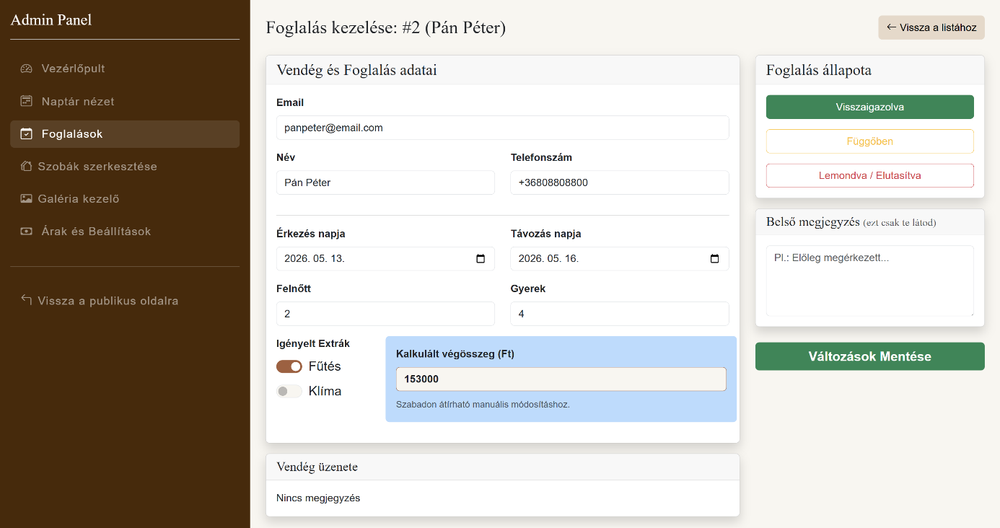 Admin Panel
Vezérlőpult
Naptár nézet
Foglalások
Szobák szerkesztése
Galéria kezelő
Árak és Beállítások
Vissza a publikus oldalra
Foglalás kezelése: #2 (Pán Péter)
← Vissza a listához
Vendég és Foglalás adatai
Email
panpeter@email.com
Név
Telefonszám
Pán Péter
+36808808800
Érkezés napja
Távozás napja
2026. 05. 13.
2026. 05. 16.
Felnőtt
Gyerek
2
4
Igényelt Extrák
Fűtés
Klíma
Kalkulált végösszeg (Ft)
153000
Szabadon átírható manuális módosításhoz.
Vendég üzenete
Nincs megjegyzés
Foglalás állapota
Visszaigazolva
Függőben
Lemondva / Elutasítva
Belső megjegyzés (ezt csak te látod)
Pl.: Előleg megérkezett...
Változások Mentése